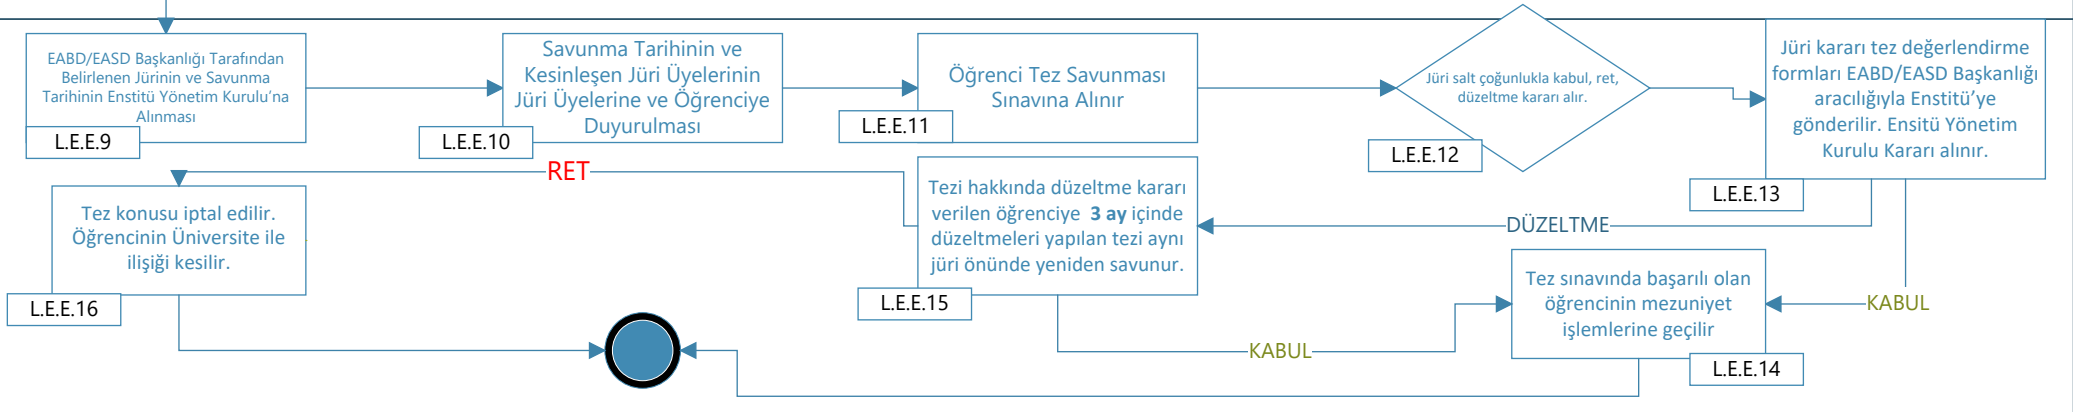 EABD/EASD Başkanlığı Tarafından
Belirlenen Jürinin ve Savunma
Tarihinin Enstitü Yönetim Kurulu’na
Alınması
L.E.E.9
Savunma Tarihinin ve
Kesinleşen Jüri Üyelerinin
Jüri Üyelerine ve Öğrenciye
Duyurulması
L.E.E.10
Öğrenci Tez Savunması
Sınavına Alınır
L.E.E.11
Jüri salt çoğunlukla kabul, ret,
düzeltme kararı alır.
L.E.E.12
Jüri kararı tez değerlendirme
formları EABD/EASD Başkanlığı
aracılığıyla Enstitü’ye
gönderilir. Ensitü Yönetim
Kurulu Kararı alınır.
L.E.E.13
RET
Tez konusu iptal edilir.
Öğrencinin Üniversite ile
ilişiği kesilir.
L.E.E.16
Tezi hakkında düzeltme kararı
verilen öğrenciye 3 ay içinde
düzeltmeleri yapılan tezi aynı
jüri önünde yeniden savunur.
L.E.E.15
DÜZELTME
Tez sınavında başarılı olan
öğrencinin mezuniyet
işlemlerine geçilir
L.E.E.14
KABUL
KABUL